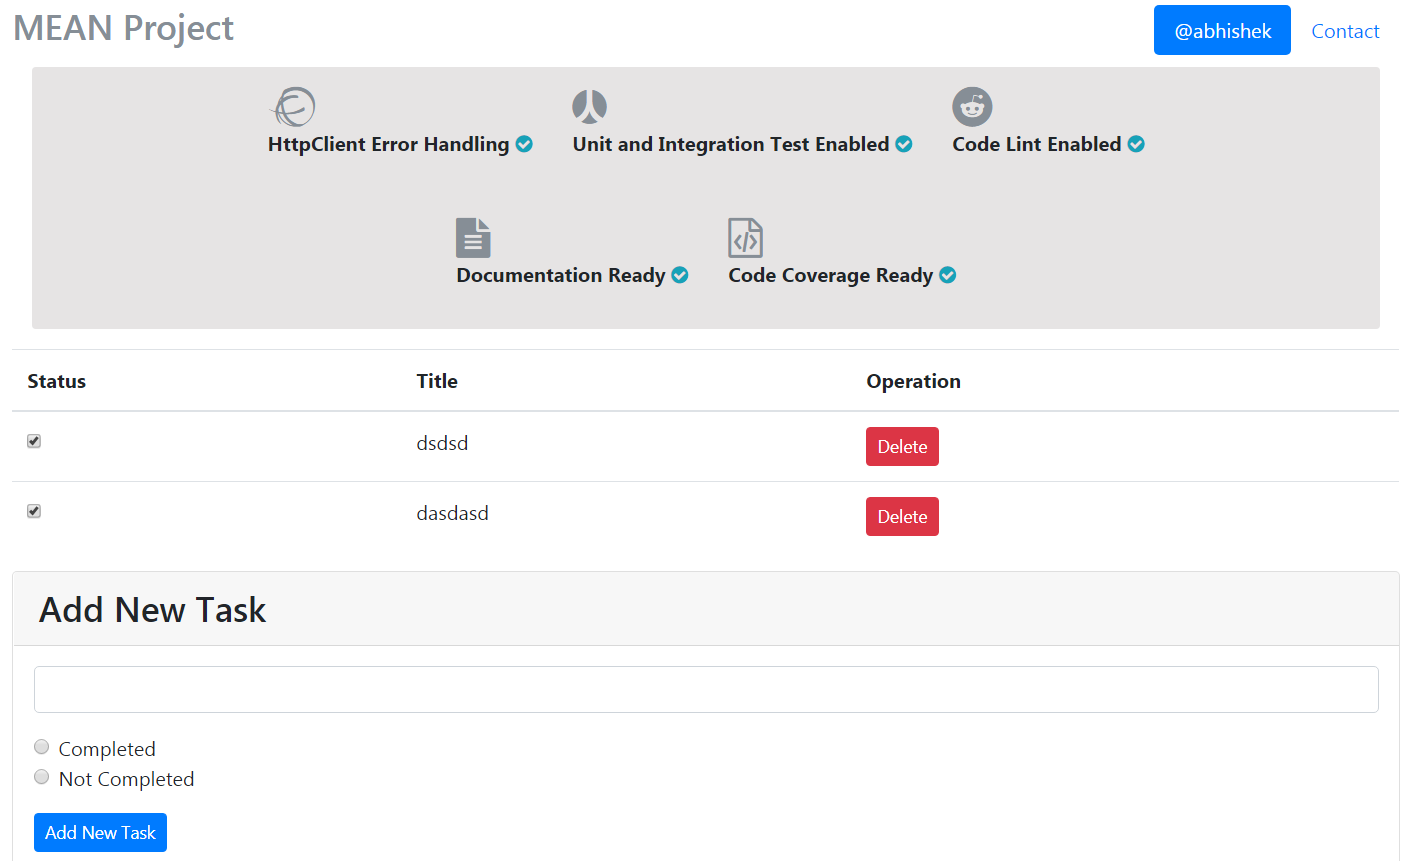 MEAN Project
@abhishek Contact
HttpClient Error Handling Unit and Integration Test Enabled Code Lint Enabled
Documentation Ready Code Coverage Ready
Status Title Operation
dsdsd Delete
dasdasd Delete
Add New Task
Completed
Not Completed
Add New Task